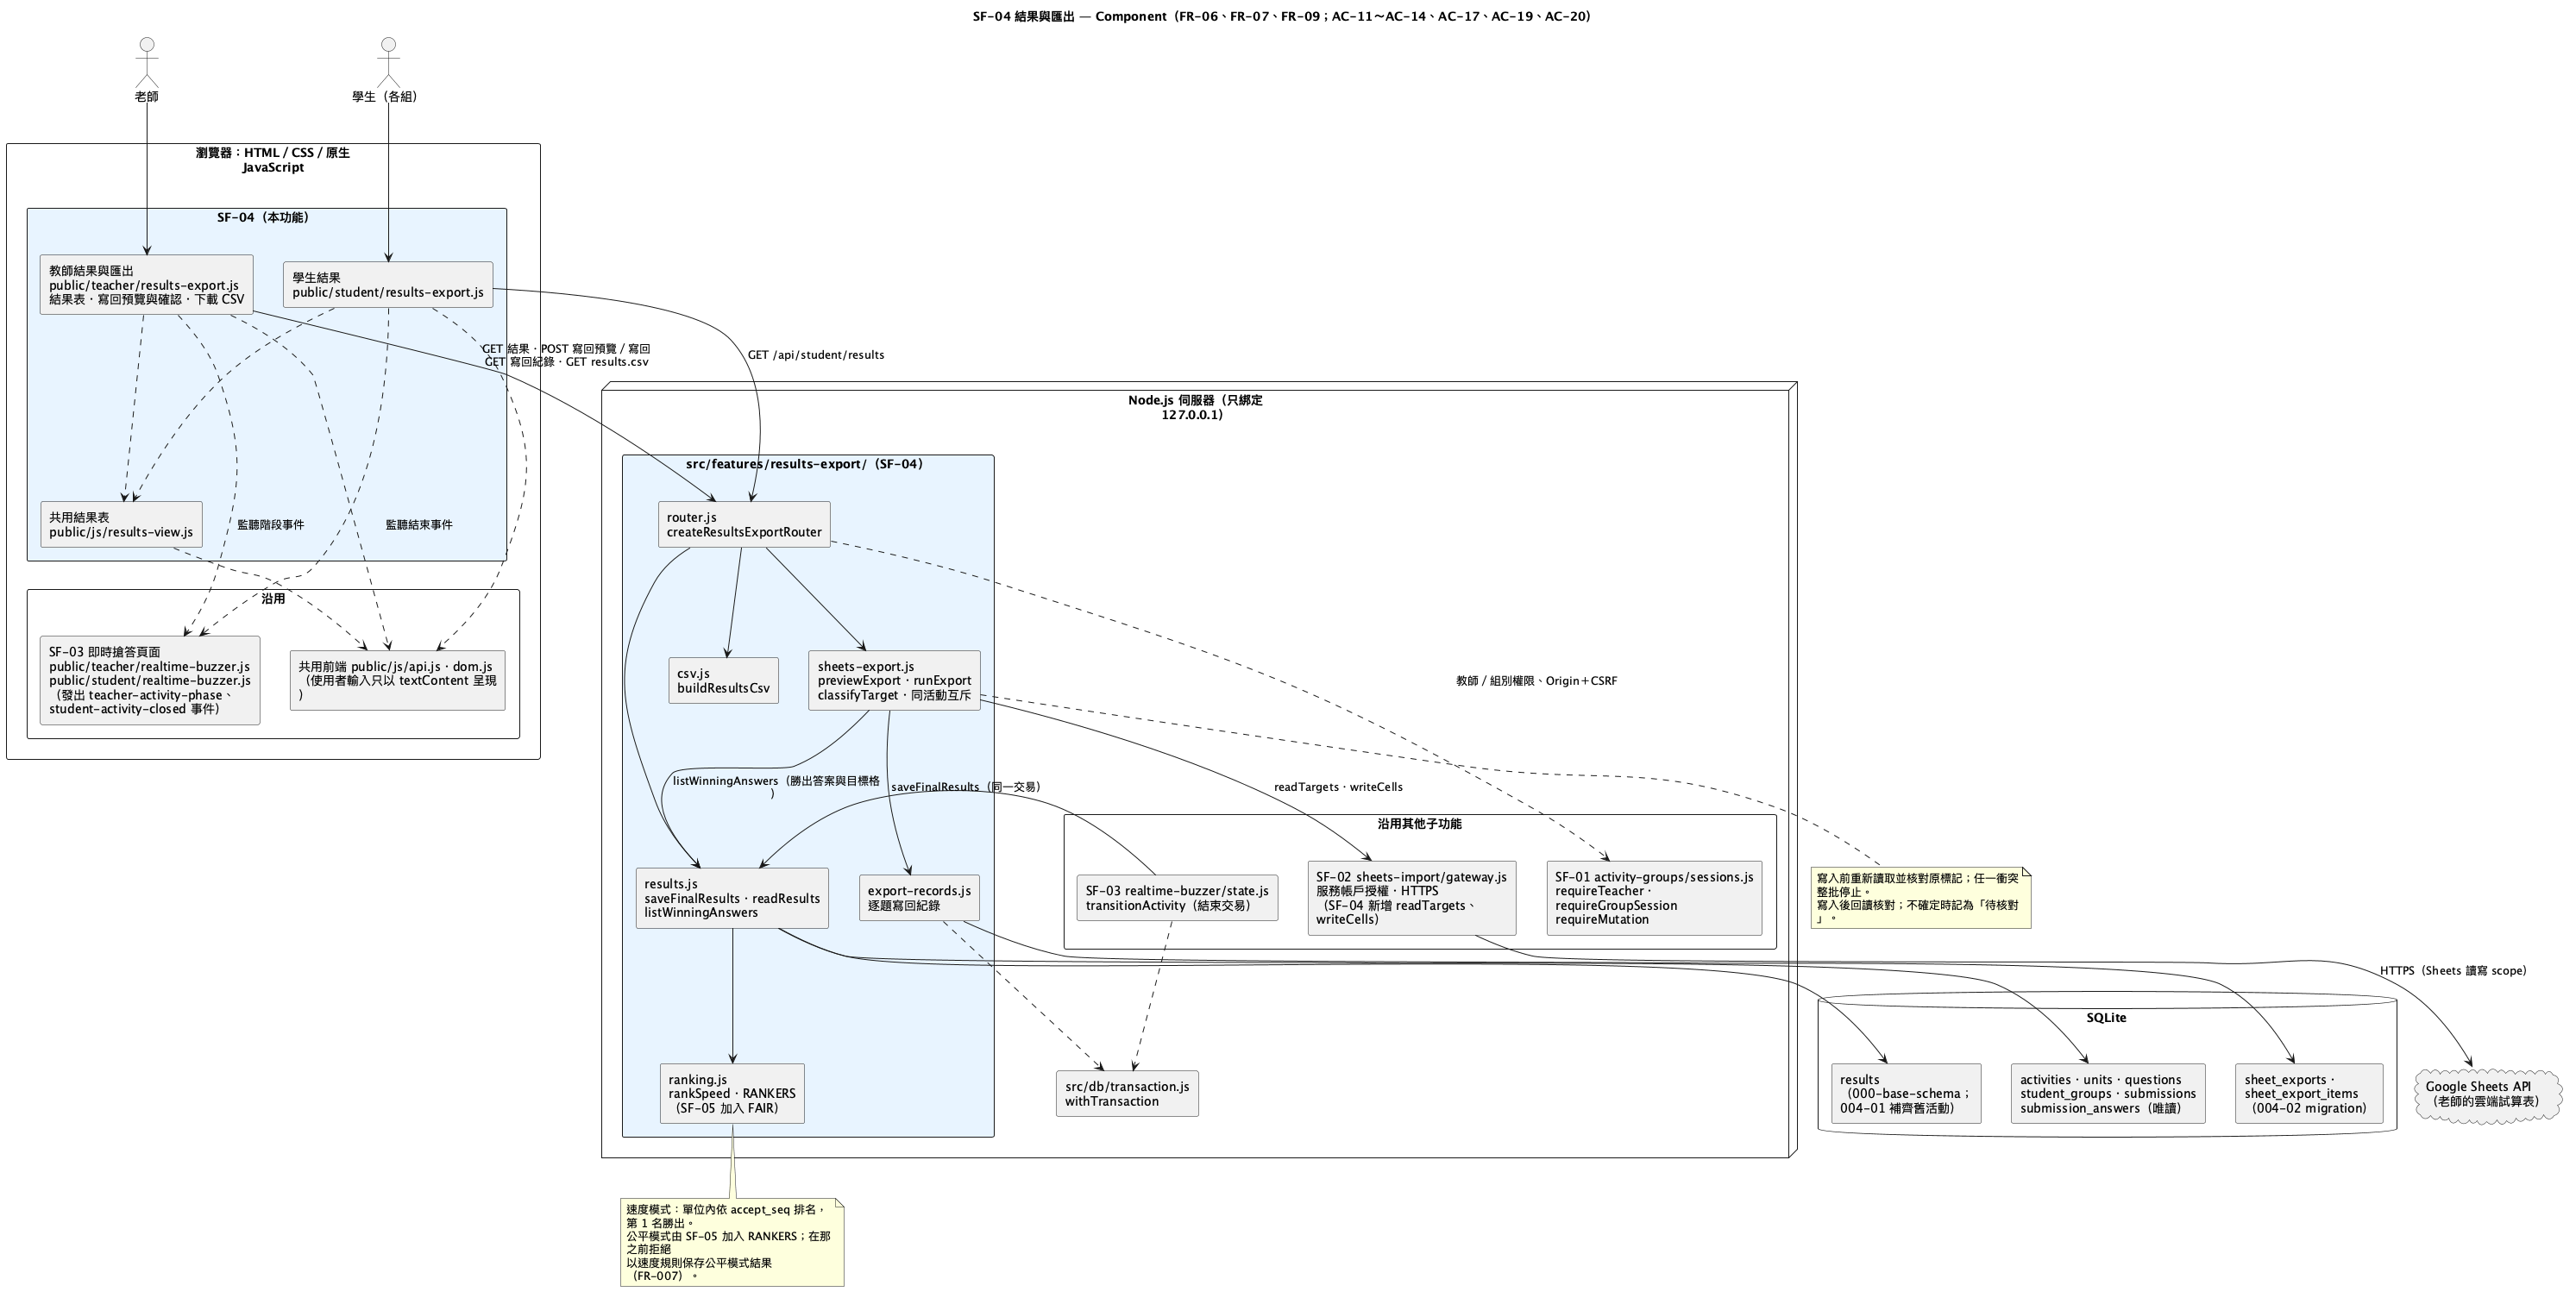 SF-04 結果與匯出 — Component（FR-06、FR-07、FR-09；AC-11～AC-14、AC-17、AC-19、AC-20）
老師
學生（各組）
瀏覽器：HTML / CSS / 原生
JavaScript
SF-04（本功能）
教師結果與匯出
public/teacher/results-export.js
結果表・寫回預覽與確認・下載 CSV
學生結果
public/student/results-export.js
GET 結果・POST 寫回預覽 / 寫回
GET 寫回紀錄・GET results.csv
GET /api/student/results
共用結果表
public/js/results-view.js
監聽階段事件
監聽結束事件
沿用
SF-03 即時搶答頁面
public/teacher/realtime-buzzer.js
public/student/realtime-buzzer.js
（發出 teacher-activity-phase、
student-activity-closed 事件）
共用前端 public/js/api.js・dom.js
（使用者輸入只以 textContent 呈現
）
Node.js 伺服器（只綁定
127.0.0.1）
src/features/results-export/（SF-04）
router.js
createResultsExportRouter
csv.js
buildResultsCsv
sheets-export.js
previewExport・runExport
classifyTarget・同活動互斥
教師 / 組別權限、Origin＋CSRF
listWinningAnswers（勝出答案與目標格
）
saveFinalResults（同一交易）
readTargets・writeCells
沿用其他子功能
results.js
saveFinalResults・readResults
listWinningAnswers
export-records.js
逐題寫回紀錄
SF-03 realtime-buzzer/state.js
transitionActivity（結束交易）
SF-02 sheets-import/gateway.js
服務帳戶授權・HTTPS
（SF-04 新增 readTargets、
writeCells）
SF-01 activity-groups/sessions.js
requireTeacher・
requireGroupSession
requireMutation
寫入前重新讀取並核對原標記；任一衝突
整批停止。
寫入後回讀核對；不確定時記為「待核對
」。
HTTPS（Sheets 讀寫 scope）
ranking.js
rankSpeed・RANKERS
（SF-05 加入 FAIR）
src/db/transaction.js
withTransaction
SQLite
results
（000-base-schema；
004-01 補齊舊活動）
activities・units・questions
student_groups・submissions
submission_answers（唯讀）
sheet_exports・
sheet_export_items
（004-02 migration）
Google Sheets API
（老師的雲端試算表）
速度模式：單位內依 accept_seq 排名，
第 1 名勝出。
公平模式由 SF-05 加入 RANKERS；在那
之前拒絕
以速度規則保存公平模式結果
（FR-007）。